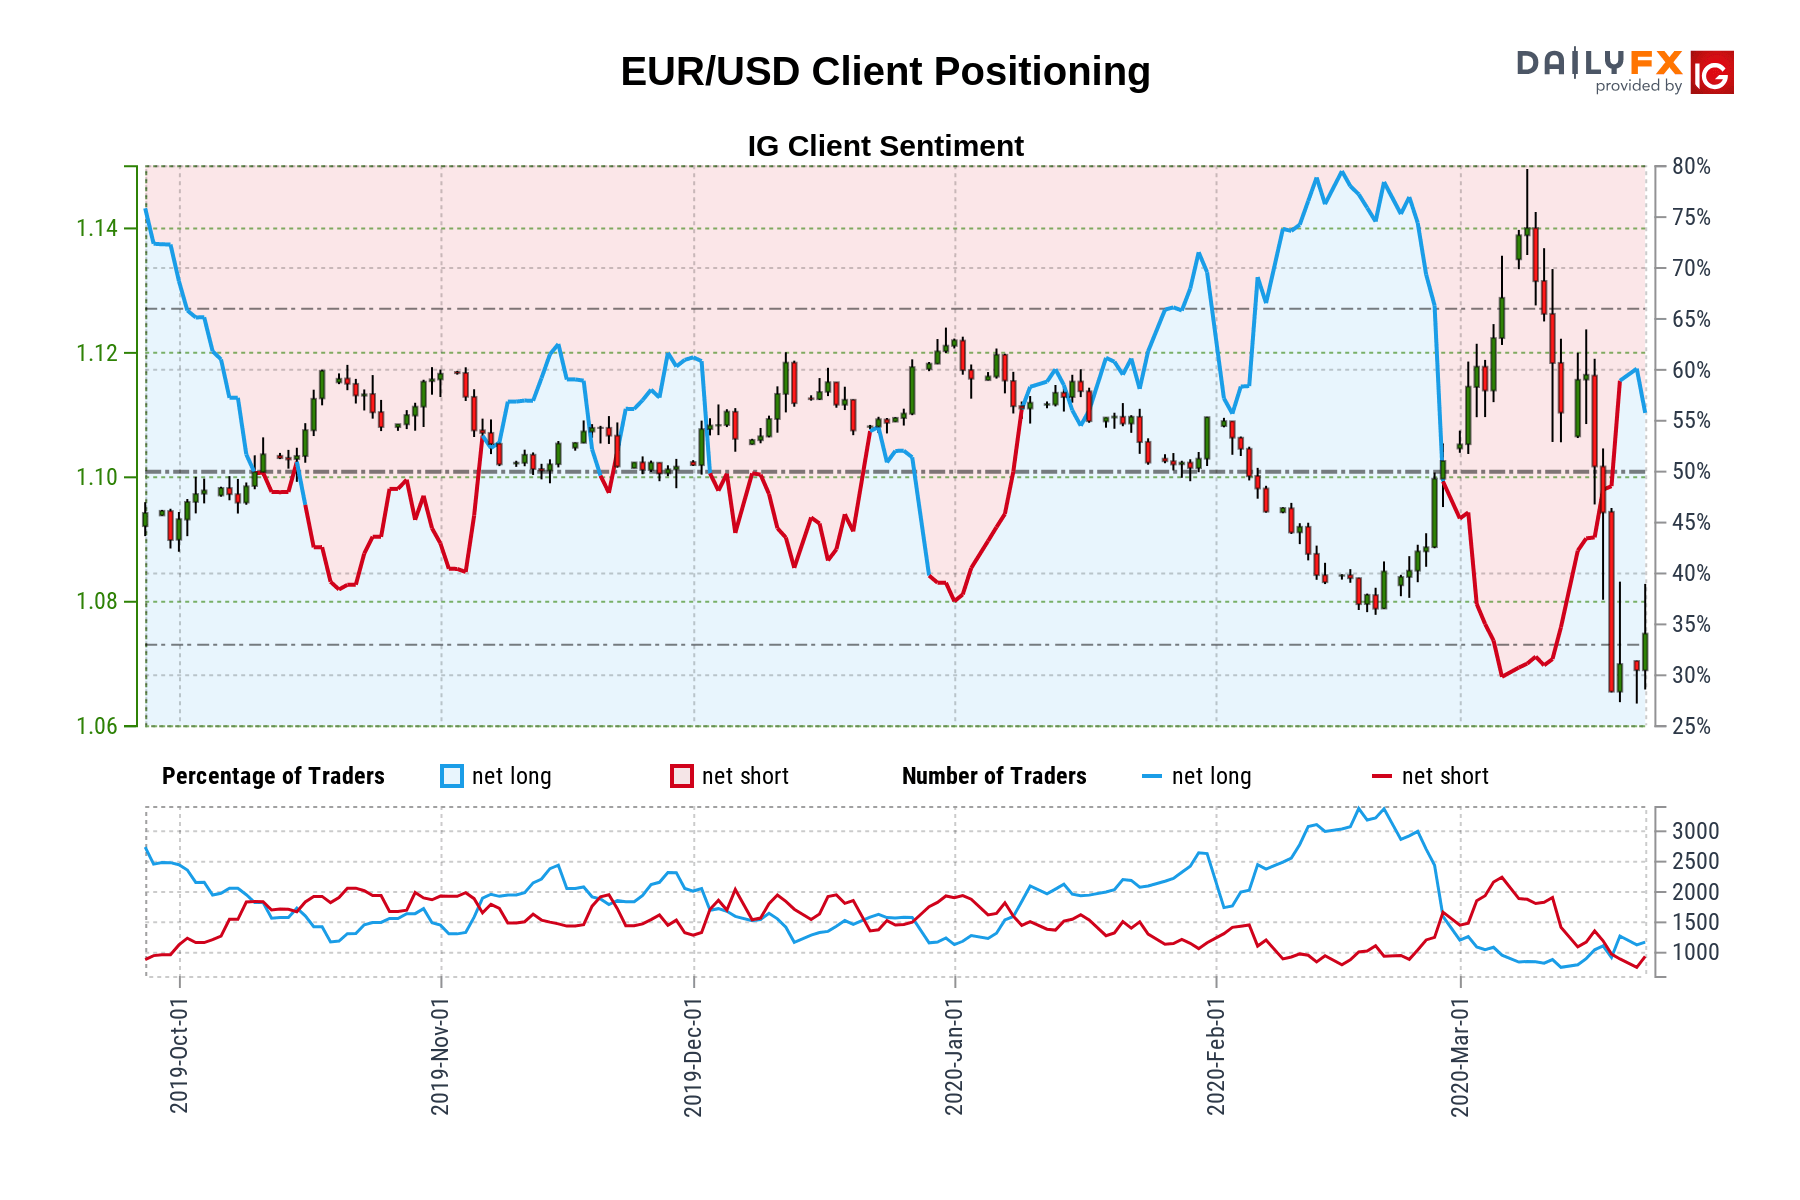 EUR/USD Client Positioning
DAILYFX
provided by
IG
IG Client Sentiment
1.14
1.12
1.10
1.08
1.06
80%
75%
70%
65%
60%
55%
50%
45%
40%
35%
30%
25%
Percentage of Traders net long net short Number of Traders net long net short
3000
2500
2000
1500
1000
2019-Oct-01
2019-Nov-01
2019-Dec-01
2020-Jan-01
2020-Feb-01
2020-Mar-01